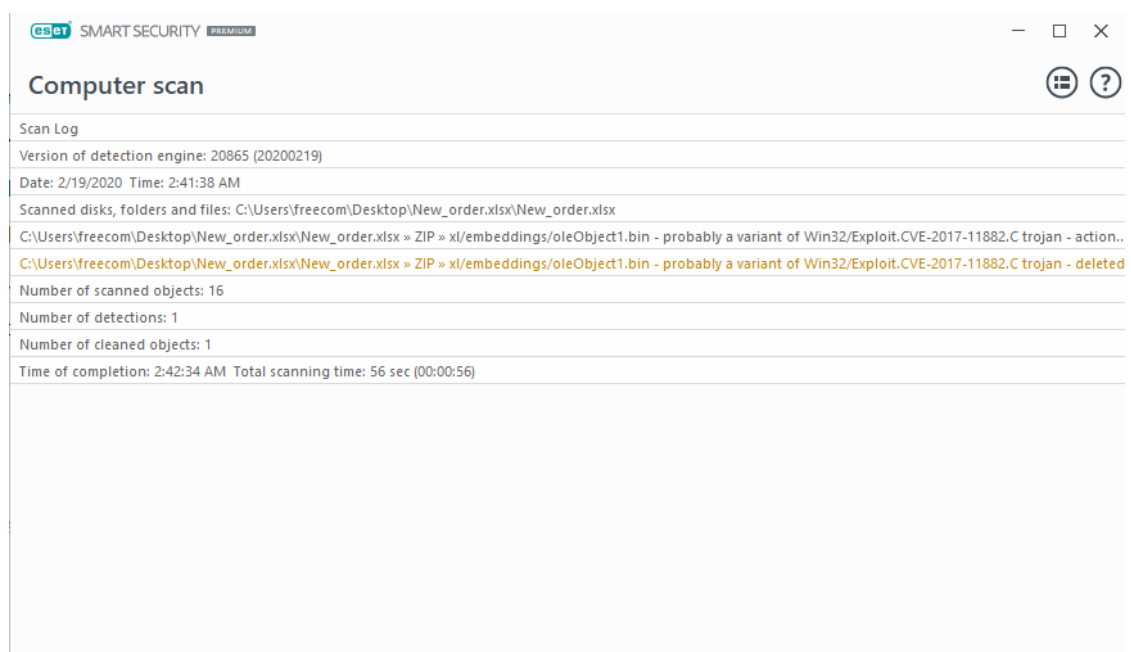 eseT SMART SECURITY PREMIUM
Computer scan
Scan Log
Version of detection engine: 20865 (20200219)
Date: 2/19/2020 Time: 2:41:38 AM
Scanned disks, folders and files: C:\Users\freecom\Desktop\New_order.xlsx\New_order.xlsx
C:\Users\freecom\Desktop\New_order.xlsx\New_order.xlsx » ZIP » xl/embeddings/oleObject1.bin - probably a variant of Win32/Exploit.CVE-2017-11882.C trojan - action...
C:\Users\freecom\Desktop\New_order.xlsx\New_order.xlsx » ZIP » xl/embeddings/oleObject1.bin - probably a variant of Win32/Exploit.CVE-2017-11882.C trojan - deleted
Number of scanned objects: 16
Number of detections: 1
Number of cleaned objects: 1
Time of completion: 2:42:34 AM Total scanning time: 56 sec (00:00:56)